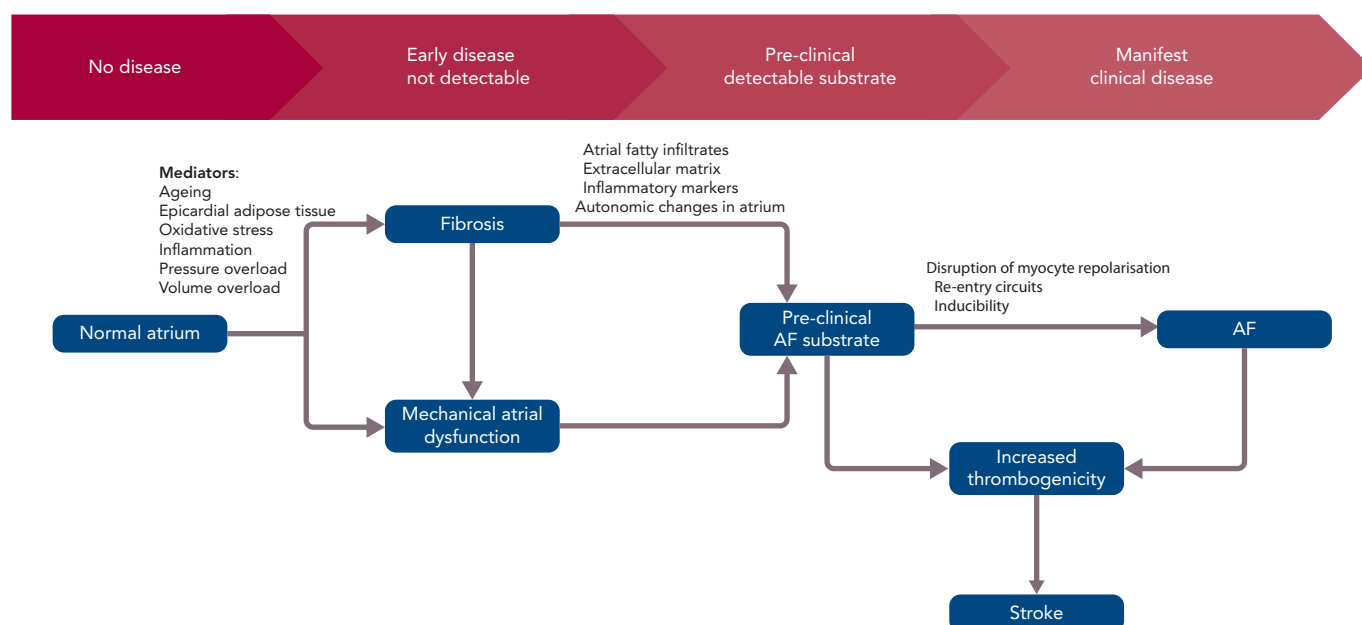 No disease
Early disease
not detectable
Pre-clinical
detectable substrate
Manifest
clinical disease
Mediators:
Ageing
Epicardial adipose tissue
Oxidative stress
Inflammation
Pressure overload
Volume overload
Normal atrium
Fibrosis
Mechanical atrial
dysfunction
Atrial fatty infiltrates
Extracellular matrix
Inflammatory markers
Autonomic changes in atrium
Pre-clinical
AF substrate
Disruption of myocyte repolarisation
Re-entry circuits
Inducibility
AF
Increased
thrombogenicity
Stroke